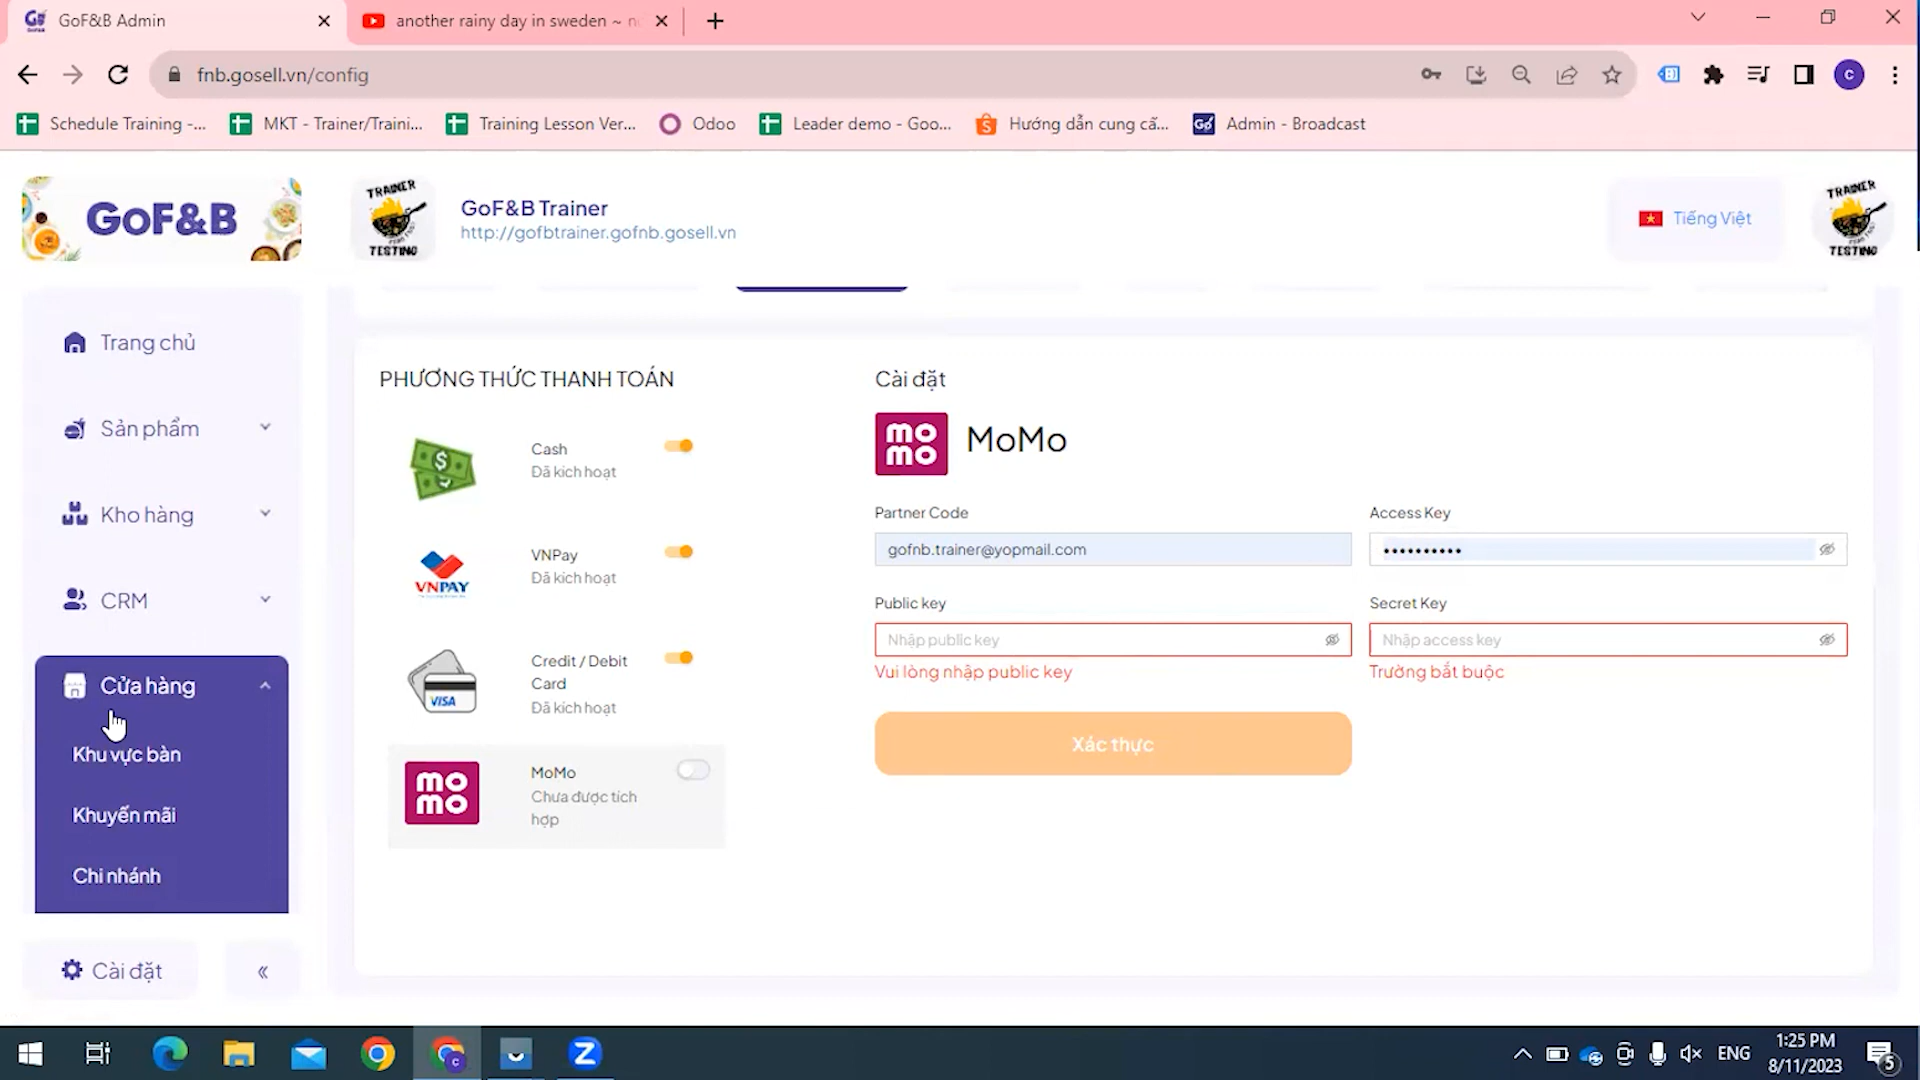 GoF&B Admin
another rainy day in sweden ~
fnb.gosell.vn/config
Schedule Training -...
MKT - Trainer/Traini...
Training Lesson Ver...
Odoo
Leader demo - Goo...
Hướng dẫn cung cấ...
Admin - Broadcast
GoF&B
TRAINER
TESTING
GoF&B Trainer
http://gofbtrainer.gofnb.gosell.vn
Tiếng Việt
TRAINER
TESTING
Trang chủ
Sản phẩm
Kho hàng
CRM
Cửa hàng
Khu vực bàn
Khuyến mãi
Chi nhánh
Cài đặt
PHƯƠNG THỨC THANH TOÁN
Cash
Đã kích hoạt
VNPAY
VNPay
Đã kích hoạt
VISA
Credit / Debit
Card
Đã kích hoạt
mo
mo
MoMo
Chưa được tích
hợp
Cài đặt
mo
mo
MoMo
Partner Code
gofnb.trainer@yopmail.com
Access Key
Public key
Nhập public key
Vui lòng nhập public key
Secret Key
Nhập access key
Trường bắt buộc
Xác thực
ENG
1:25 PM
8/11/2023
5